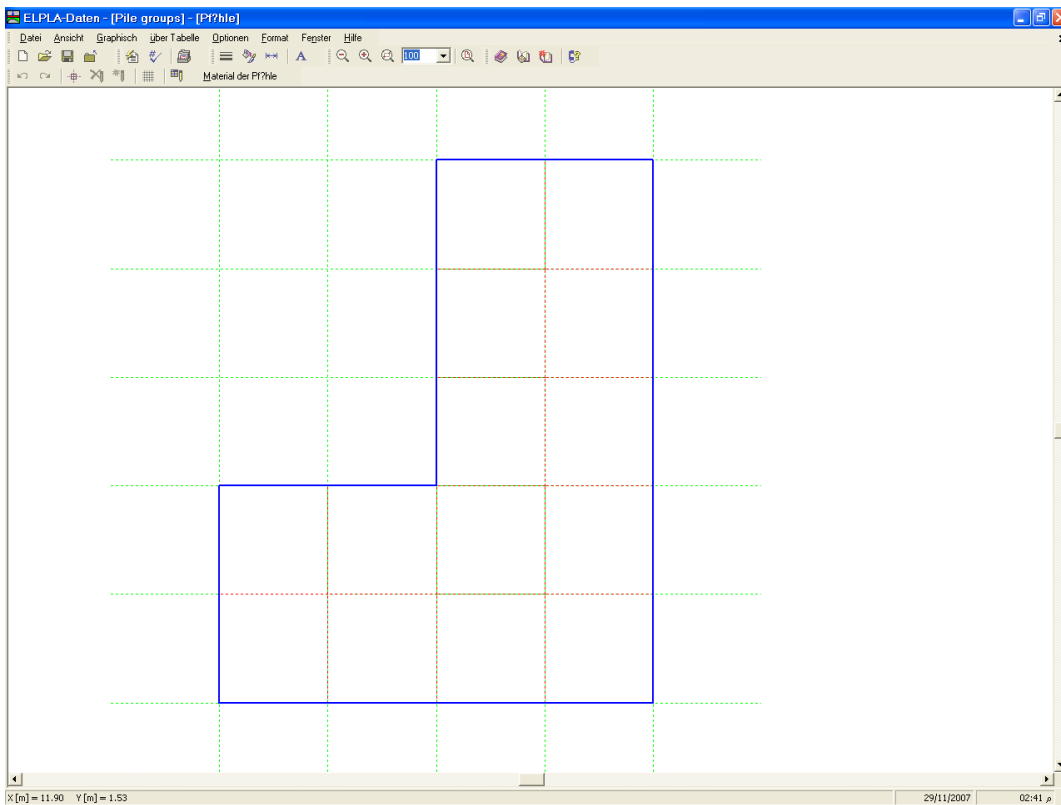 ELPLA-Daten - [Pile groups] - [Pf?hle]
Datei Ansicht Graphisch über Tabelle Optionen Format Fenster Hilfe
A 100
Material der Pf?hle
X [m] = 11.90 Y [m] = 1.53 29/11/2007 02:41 م